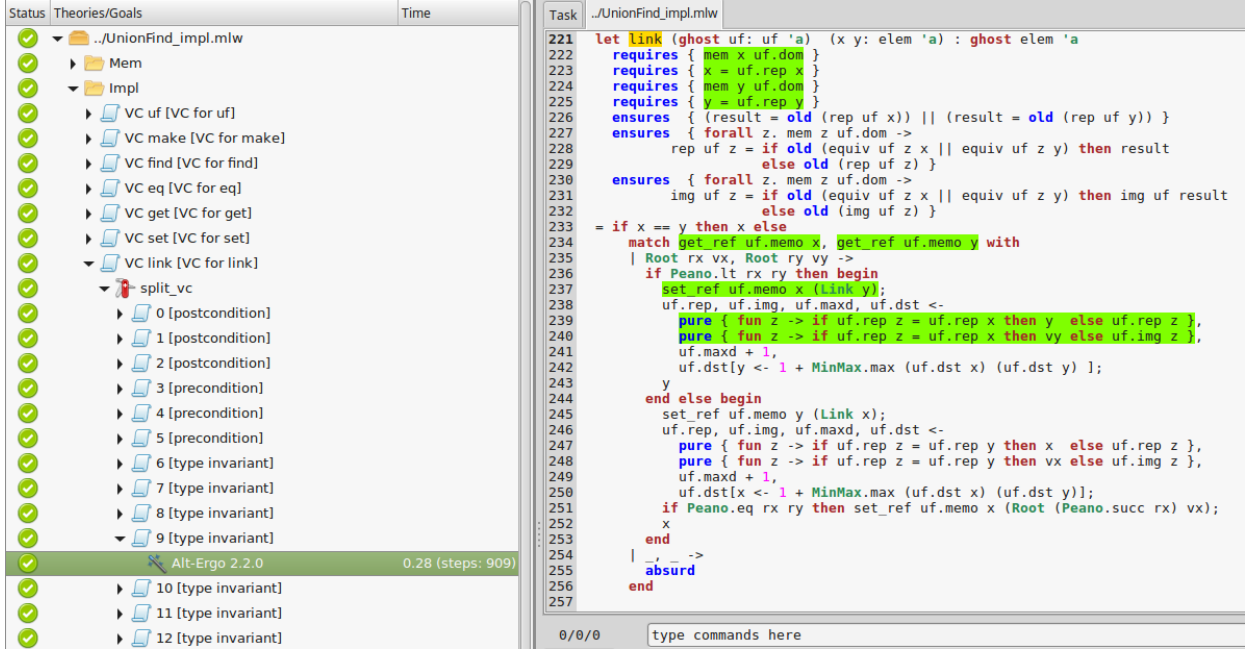 Status Theories/Goals Time
../UnionFind_impl.mlw
Mem
Impl
VC uf [VC for uf]
VC make [VC for make]
VC find [VC for find]
VC eq [VC for eq]
VC get [VC for get]
VC set [VC for set]
VC link [VC for link]
split_vc
0 [postcondition]
1 [postcondition]
2 [postcondition]
3 [precondition]
4 [precondition]
5 [precondition]
6 [type invariant]
7 [type invariant]
8 [type invariant]
9 [type invariant]
Alt-Ergo 2.2.0 0.28 (steps: 909)
10 [type invariant]
11 [type invariant]
12 [type invariant]
Task ../UnionFind_impl.mlw
221 let link (ghost uf: uf 'a) (x y: elem 'a) : ghost elem 'a
222 requires { mem x uf.dom }
223 requires { x = uf.rep x }
224 requires { mem y uf.dom }
225 requires { y = uf.rep y }
226 ensures { (result = old (rep uf x)) || (result = old (rep uf y)) }
227 ensures { forall z. mem z uf.dom ->
228 rep uf z = if old (equiv uf z x || equiv uf z y) then result
229 else old (rep uf z) }
230 ensures { forall z. mem z uf.dom ->
231 img uf z = if old (equiv uf z x || equiv uf z y) then img uf result
232 else old (img uf z) }
233 = if x == y then x else
234 match get_ref uf.memo x, get_ref uf.memo y with
235 | Root rx vx, Root ry vy ->
236 if Peano.lt rx ry then begin
237 set_ref uf.memo x (Link y);
238 uf.rep, uf.img, uf.maxd, uf.dst <-
239 pure { fun z -> if uf.rep z = uf.rep x then y else uf.rep z },
240 pure { fun z -> if uf.rep z = uf.rep x then vy else uf.img z },
241 uf.maxd + 1,
242 uf.dst[y <- 1 + MinMax.max (uf.dst x) (uf.dst y) ];
243 y
244 end else begin
245 set_ref uf.memo y (Link x);
246 uf.rep, uf.img, uf.maxd, uf.dst <-
247 pure { fun z -> if uf.rep z = uf.rep y then x else uf.rep z },
248 pure { fun z -> if uf.rep z = uf.rep y then vx else uf.img z },
249 uf.maxd + 1,
250 uf.dst[x <- 1 + MinMax.max (uf.dst x) (uf.dst y)];
251 if Peano.eq rx ry then set_ref uf.memo x (Root (Peano.succ rx) vx);
252 x
253 end
254 | _, _ ->
255 absurd
256 end
257
0/0/0 type commands here